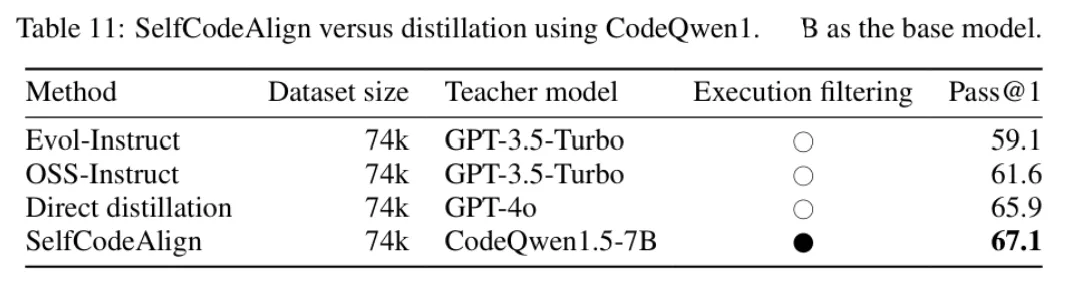 Table 11: SelfCodeAlign versus distillation using CodeQwen1. B as the base model.
Method Dataset size Teacher model Execution filtering Pass@1
Evol-Instruct 74k GPT-3.5-Turbo ○ 59.1
OSS-Instruct 74k GPT-3.5-Turbo ○ 61.6
Direct distillation 74k GPT-4o ○ 65.9
SelfCodeAlign 74k CodeQwen1.5-7B ● 67.1